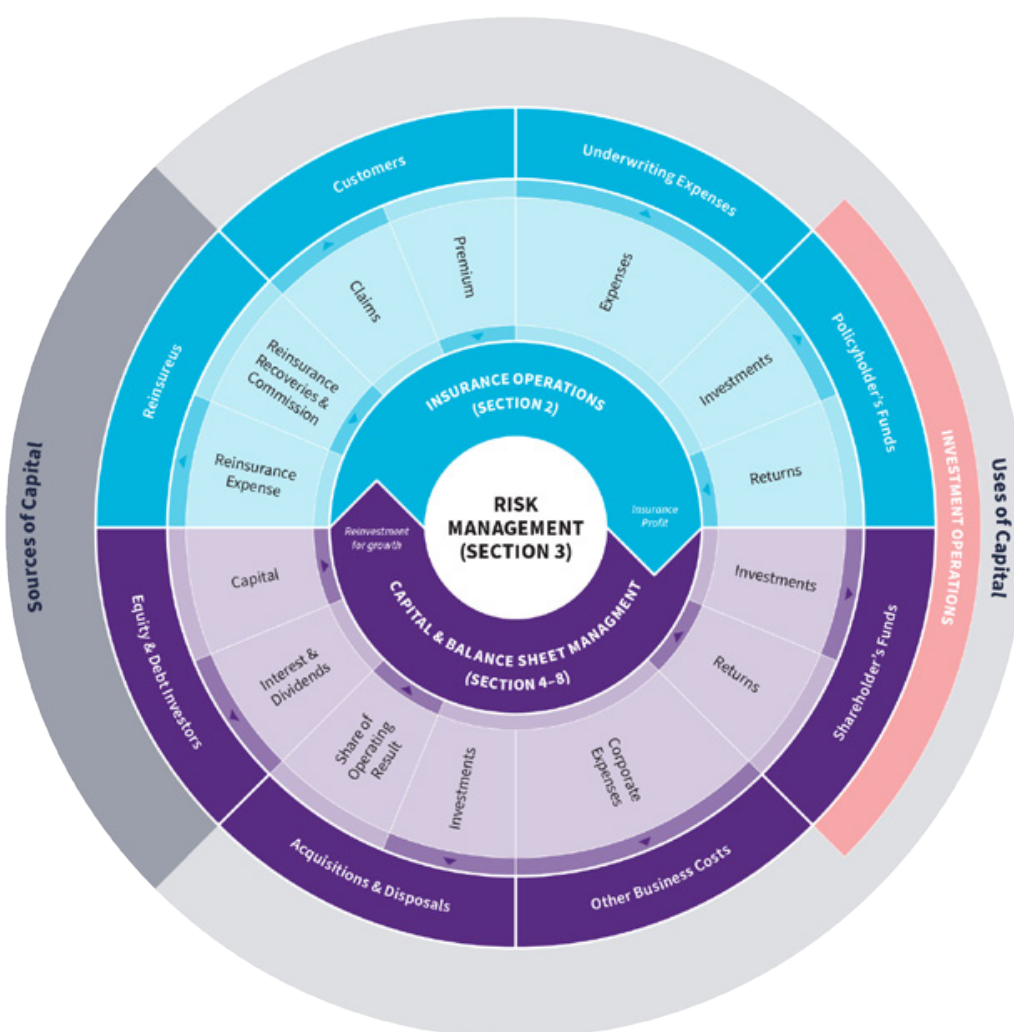 Customers
Underwriting Expenses
Policyholder's Funds
Shareholder's Funds
Other Business Costs
Acquisitions & Disposals
Equity & Debt Investors
Reinsureus
Sources of Capital
Uses of Capital
INVESTMENT OPERATIONS
Premium
Expenses
Investments
Returns
Investments
Returns
Corporate
Expenses
Investments
Share of
Operating
Result
Interest &
Dividends
Capital
Reinsurance
Expense
Reinsurance
Recoveries &
Commission
Claims
INSURANCE OPERATIONS
(SECTION 2)
Insurance
Profit
RISK
MANAGEMENT
(SECTION 3)
Reinvestment
for growth
CAPITAL & BALANCE SHEET MANAGMENT
(SECTION 4–8)